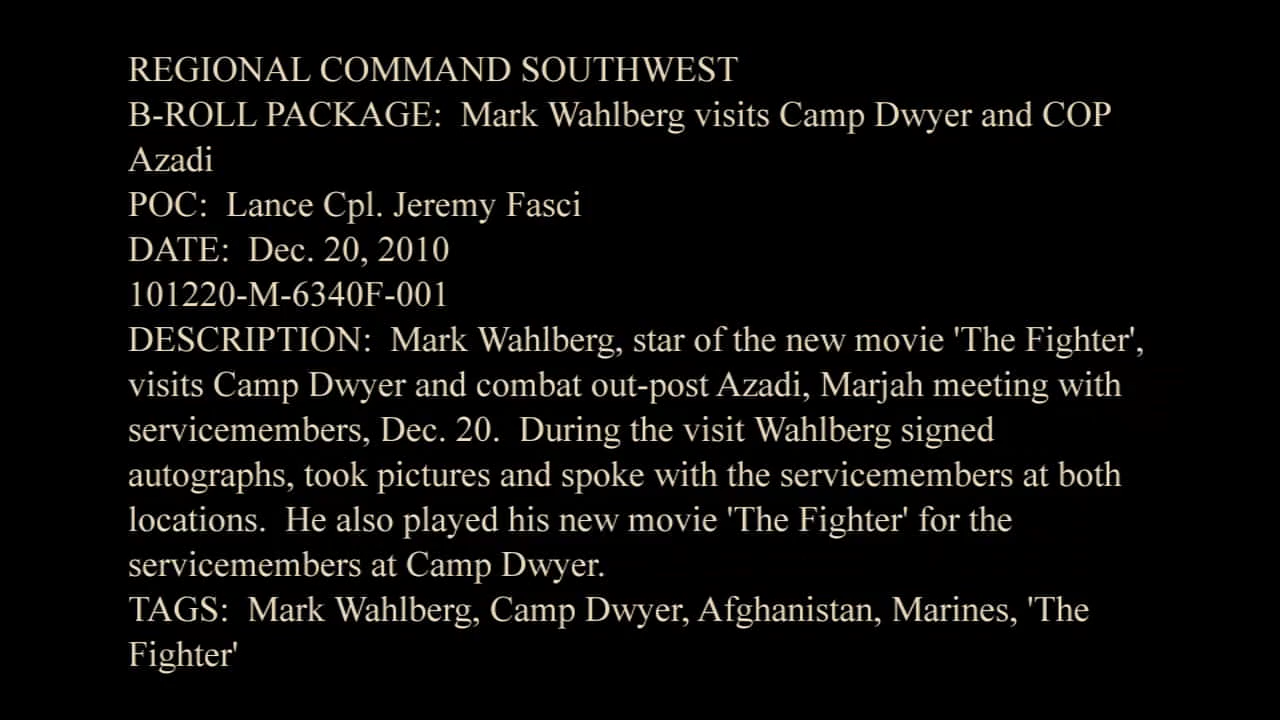 REGIONAL COMMAND SOUTHWEST
B-ROLL PACKAGE:  Mark Wahlberg visits Camp Dwyer and COP
Azadi
POC:  Lance Cpl. Jeremy Fasci
DATE:  Dec. 20, 2010
101220-M-6340F-001
DESCRIPTION:  Mark Wahlberg, star of the new movie 'The Fighter',
visits Camp Dwyer and combat out-post Azadi, Marjah meeting with
servicemembers, Dec. 20.  During the visit Wahlberg signed
autographs, took pictures and spoke with the servicemembers at both
locations.  He also played his new movie 'The Fighter' for the
servicemembers at Camp Dwyer.
TAGS:  Mark Wahlberg, Camp Dwyer, Afghanistan, Marines, 'The
Fighter'